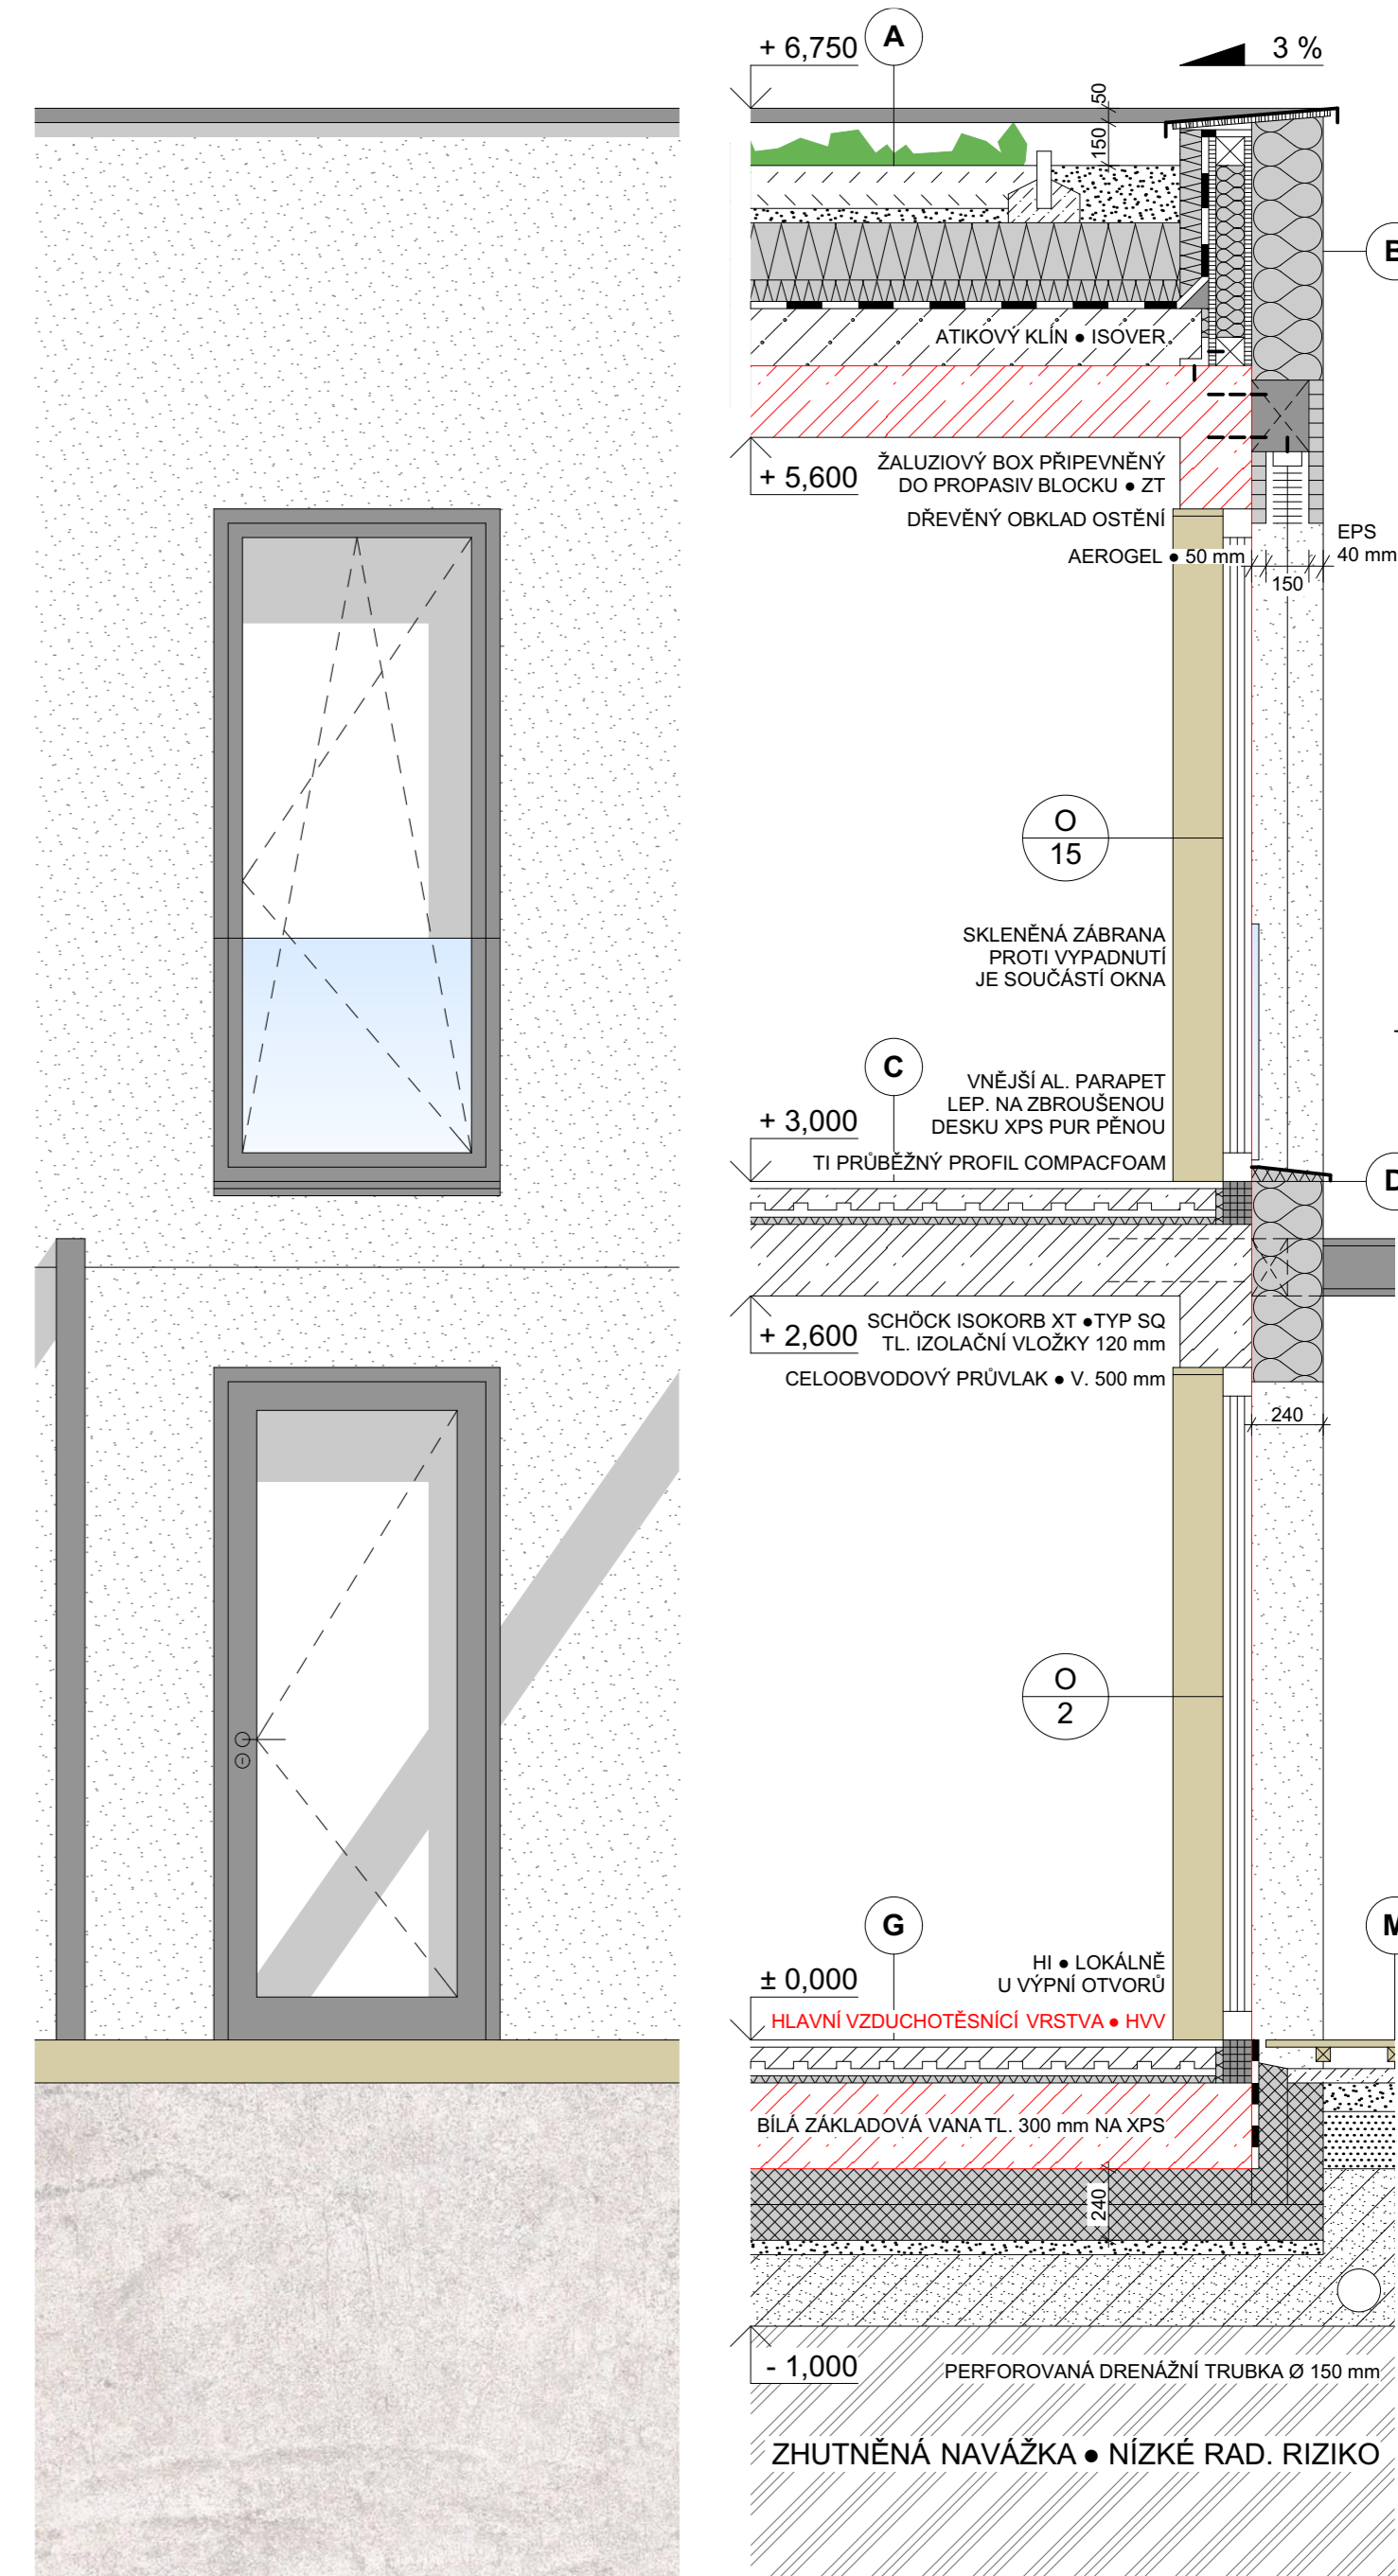 + 6,750
A
3 %
50
150
B
ATIKOVÝ KLÍN ● ISOVER
+ 5,600
ŽALUZIOVÝ BOX PŘIPEVNĚNÝ
DO PROPASIV BLOCKU ● ZT
DŘEVĚNÝ OBKLAD OSTĚNÍ
AEROGEL ● 50 mm
EPS
40 mm
150
O
15
SKLENĚNÁ ZÁBRANA
PROTI VYPADNUTÍ
JE SOUČÁSTÍ OKNA
C
VNĚJŠÍ AL. PARAPET
LEP. NA ZBROUŠENOU
DESKU XPS PUR PĚNOU
+ 3,000
TI PRŮBĚŽNÝ PROFIL COMPACFOAM
D
+ 2,600
SCHÖCK ISOKORB XT ●TYP SQ
TL. IZOLAČNÍ VLOŽKY 120 mm
CELOOBVODOVÝ PRŮVLAK ● V. 500 mm
240
O
2
G
M
HI ● LOKÁLNĚ
U VÝPNÍ OTVORŮ
± 0,000
HLAVNÍ VZDUCHOTĚSNÍCÍ VRSTVA ● HVV
BÍLÁ ZÁKLADOVÁ VANA TL. 300 mm NA XPS
240
- 1,000
PERFOROVANÁ DRENÁŽNÍ TRUBKA Ø 150 mm
ZHUTNĚNÁ NAVÁŽKA ● NÍZKÉ RAD. RIZIKO